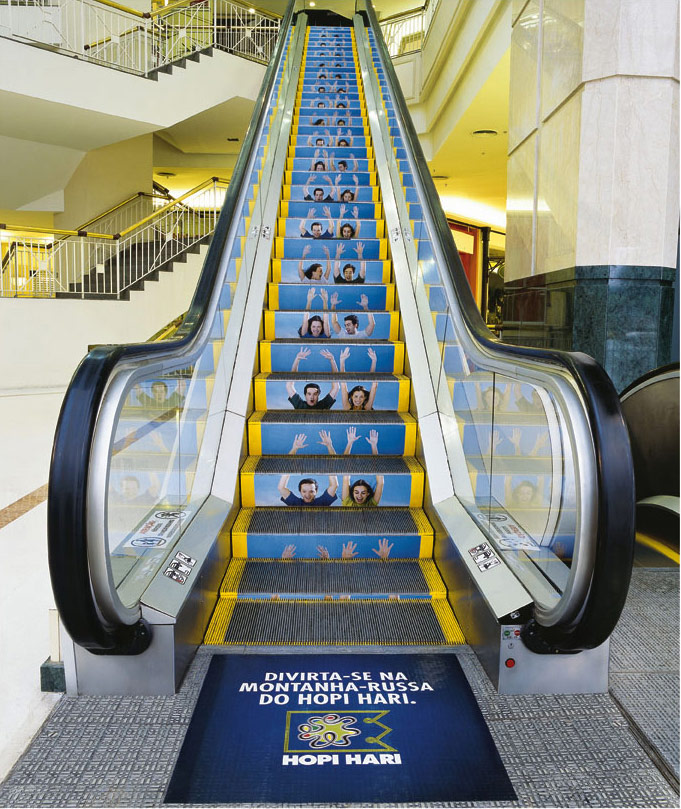 DIVIRTA-SE NA
MONTANHA-RUSSA
DO HOPI HARI.
HOPI HARI